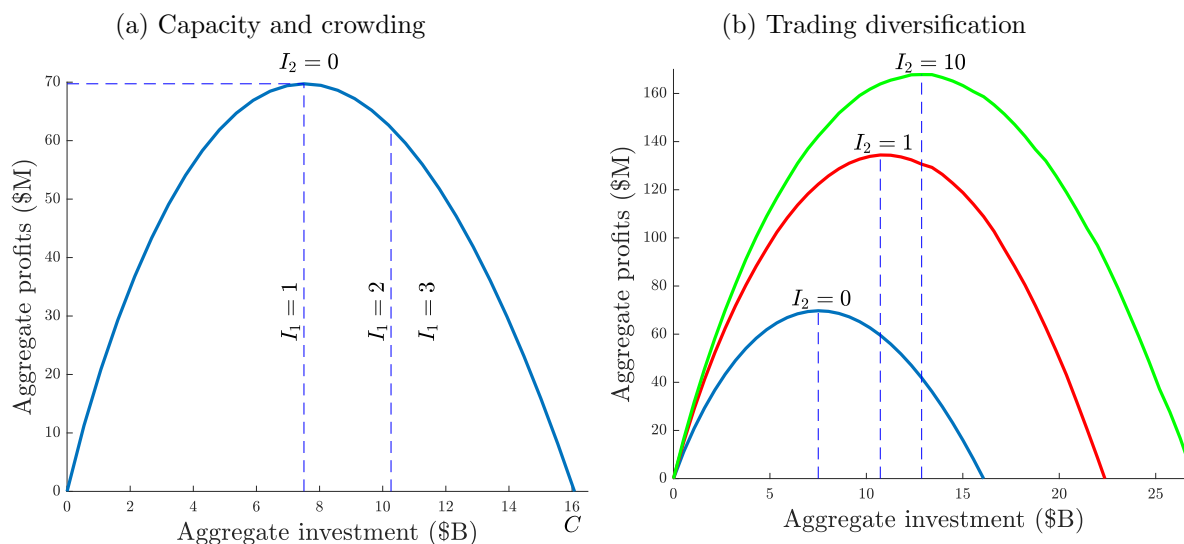 (a) Capacity and crowding
I₂ = 0
70
60
50
40
30
20
10
0
Aggregate profits ($M)
I₁ = 1
I₁ = 2
I₁ = 3
0 2 4 6 8 10 12 14 16
C
Aggregate investment ($B)
(b) Trading diversification
I₂ = 10
I₂ = 1
I₂ = 0
160
140
120
100
80
60
40
20
0
Aggregate profits ($M)
0 5 10 15 20 25
Aggregate investment ($B)